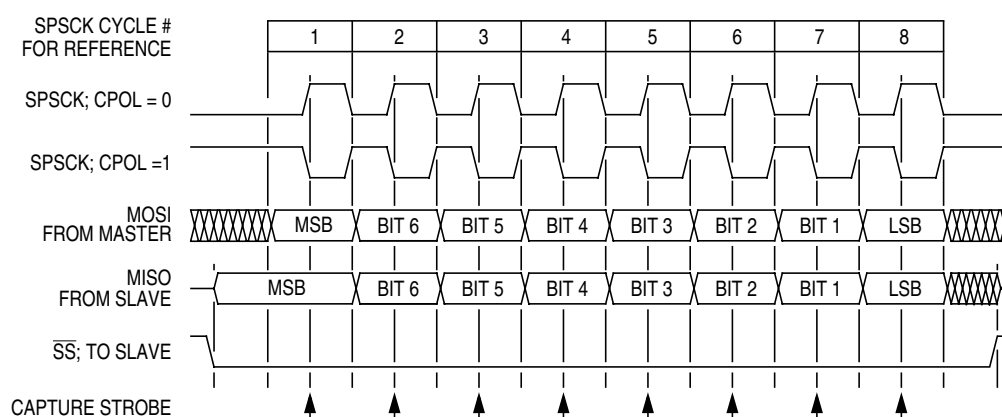 SPSCK CYCLE #
FOR REFERENCE
1 2 3 4 5 6 7 8
SPSCK; CPOL = 0
SPSCK; CPOL =1
MOSI
FROM MASTER
MSB BIT 6 BIT 5 BIT 4 BIT 3 BIT 2 BIT 1 LSB
MISO
FROM SLAVE
MSB BIT 6 BIT 5 BIT 4 BIT 3 BIT 2 BIT 1 LSB
SS; TO SLAVE
CAPTURE STROBE